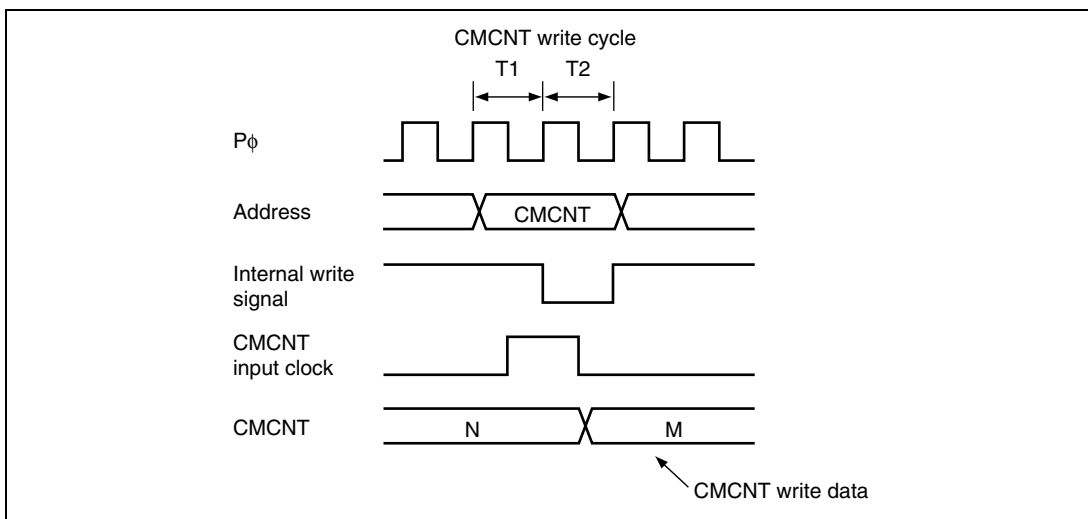 CMCNT write cycle
T1 T2
Pϕ
Address CMCNT
Internal write
signal
CMCNT
input clock
CMCNT N M
CMCNT write data